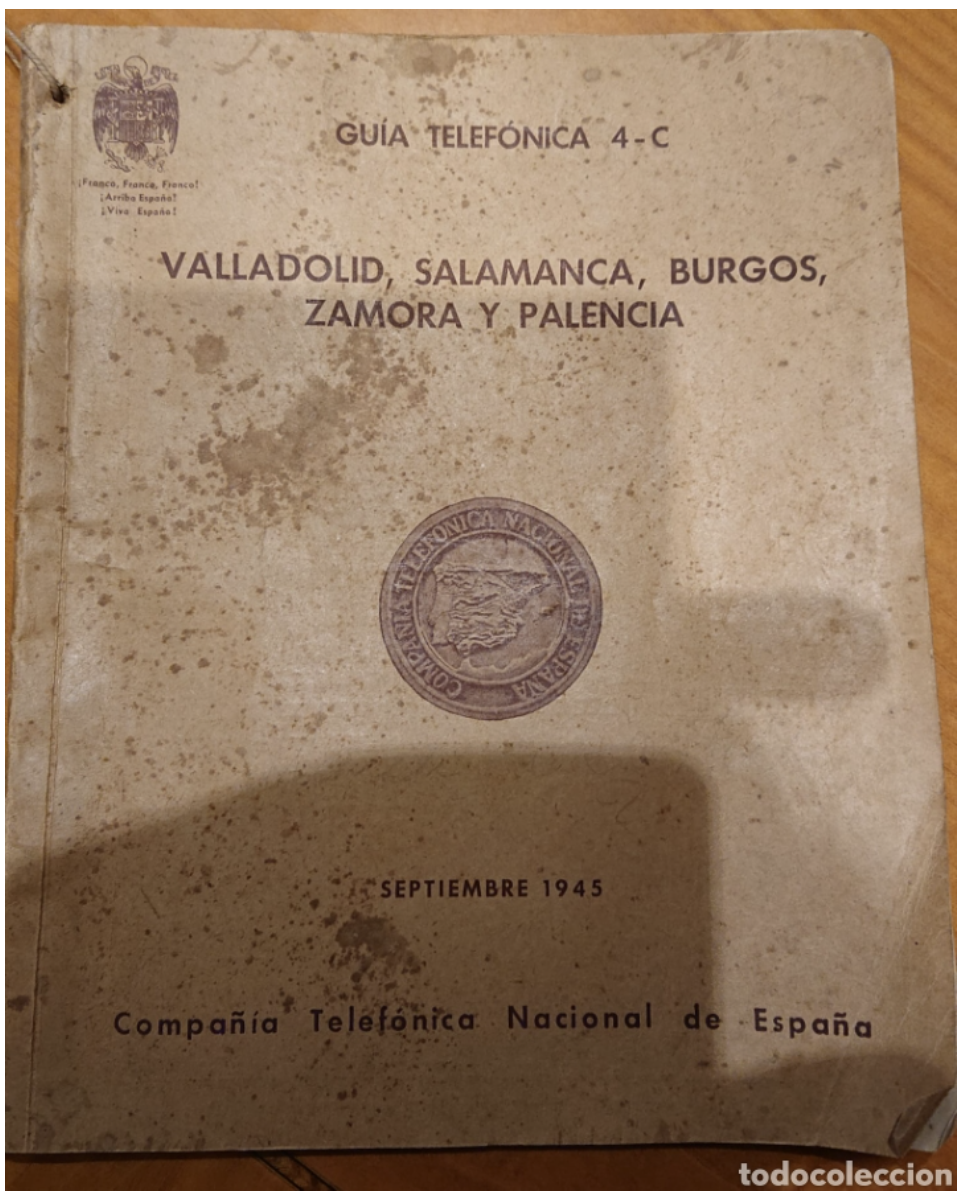 GUÍA TELEFÓNICA 4-C
¡Franco, Franco, Franco!
¡Arriba España!
¡Viva España!
VALLADOLID, SALAMANCA, BURGOS,
ZAMORA Y PALENCIA
COMPAÑIA TELEFONICA NACIONAL DE ESPAÑA
SEPTIEMBRE 1945
Compañía Telefónica Nacional de España
todocoleccion